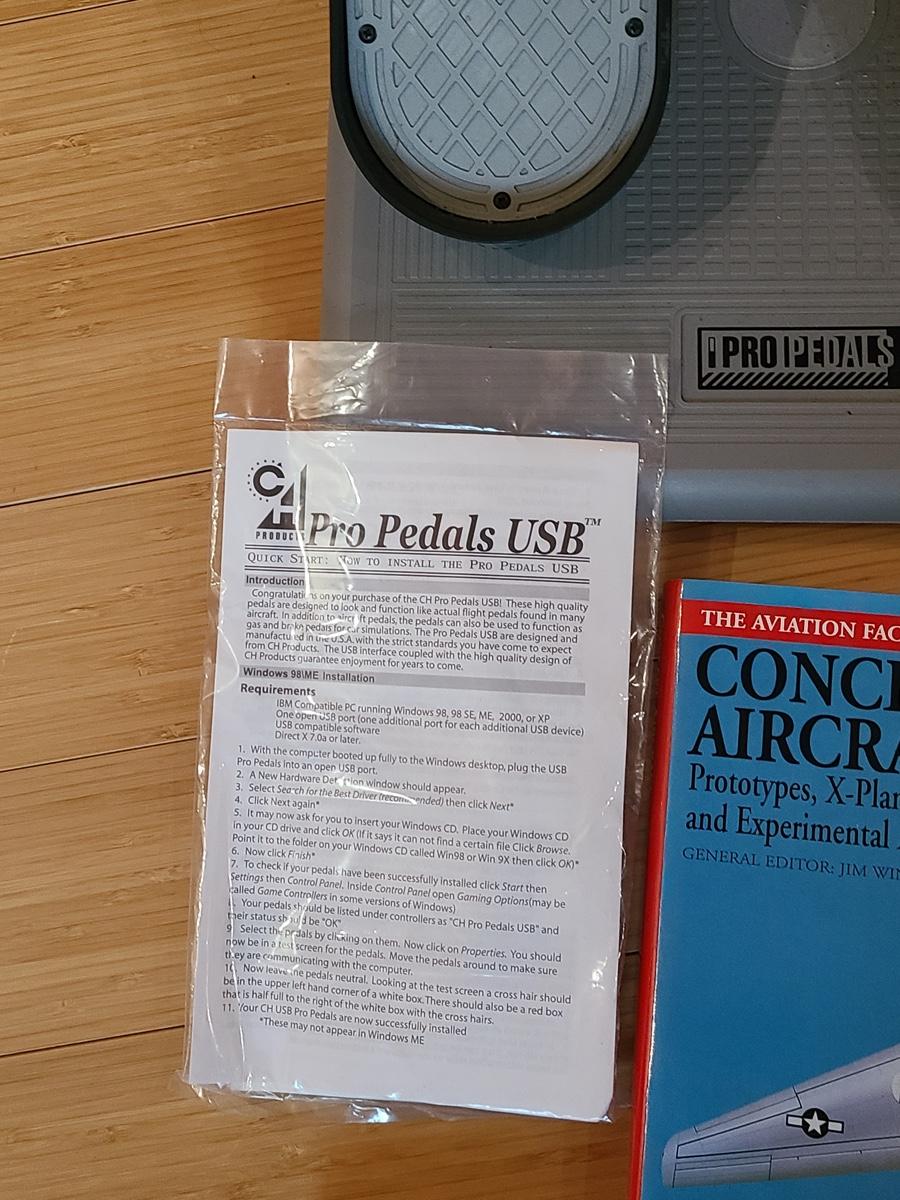 PRO PEDALS
CH
PRODUCTS
Pro Pedals USB™
QUICK START: HOW TO INSTALL THE PRO PEDALS USB
Introduction
Congratulations on your purchase of the CH Pro Pedals USB! These high quality
pedals are designed to look and function like actual flight pedals found in many
aircraft. In addition to aircraft pedals, the pedals can also be used to function as
gas and brake pedals for car simulations. The Pro Pedals USB are designed and
manufactured in the U.S.A. with the strict standards you have come to expect
from CH Products. The USB interface coupled with the high quality design of
CH Products guarantee enjoyment for years to come.
Windows 98\ME Installation
Requirements
IBM Compatible PC running Windows 98, 98 SE, ME, 2000, or XP
One open USB port (one additional port for each additional USB device)
USB compatible software
Direct X 7.0a or later.
1. With the computer booted up fully to the Windows desktop, plug the USB
Pro Pedals into an open USB port.
2. A New Hardware Detection window should appear.
3. Select Search for the Best Driver (recommended) then click Next*
4. Click Next again*
5. It may now ask for you to insert your Windows CD. Place your Windows CD
in your CD drive and click OK (If it says it can not find a certain file Click Browse.
Point it to the folder on your Windows CD called Win98 or Win 9X then click OK)*
6. Now click Finish*
7. To check if your pedals have been successfully installed click Start then
Settings then Control Panel. Inside Control Panel open Gaming Options(may be
called Game Controllers in some versions of Windows)
8. Your pedals should be listed under controllers as "CH Pro Pedals USB" and
their status should be "OK"
9. Select the pedals by clicking on them. Now click on Properties. You should
now be in a test screen for the pedals. Move the pedals around to make sure
they are communicating with the computer.
10. Now leave the pedals neutral. Looking at the test screen a cross hair should
be in the upper left hand corner of a white box. There should also be a red box
that is half full to the right of the white box with the cross hairs.
11. Your CH USB Pro Pedals are now successfully installed
*These may not appear in Windows ME
THE AVIATION FAC
CONCE
AIRCRA
Prototypes, X-Plan
and Experimental
GENERAL EDITOR: JIM WIN